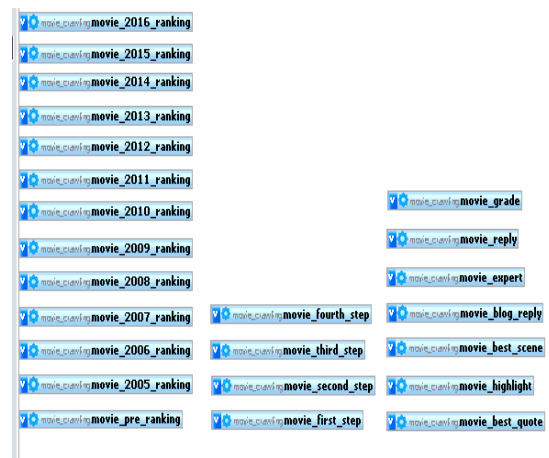 movie_crawling movie_2016_ranking
movie_crawling movie_2015_ranking
movie_crawling movie_2014_ranking
movie_crawling movie_2013_ranking
movie_crawling movie_2012_ranking
movie_crawling movie_2011_ranking
movie_crawling movie_2010_ranking
movie_crawling movie_2009_ranking
movie_crawling movie_2008_ranking
movie_crawling movie_2007_ranking
movie_crawling movie_2006_ranking
movie_crawling movie_2005_ranking
movie_crawling movie_pre_ranking
movie_crawling movie_fourth_step
movie_crawling movie_third_step
movie_crawling movie_second_step
movie_crawling movie_first_step
movie_crawling movie_grade
movie_crawling movie_reply
movie_crawling movie_expert
movie_crawling movie_blog_reply
movie_crawling movie_best_scene
movie_crawling movie_highlight
movie_crawling movie_best_quote